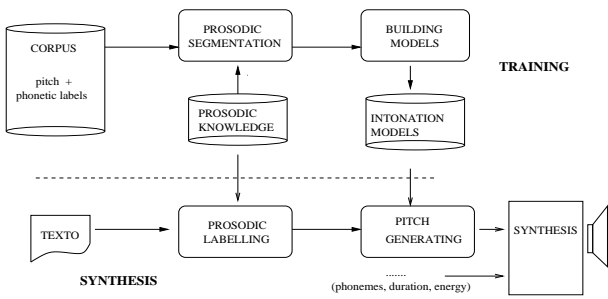 CORPUS
pitch +
phonetic labels
PROSODIC
SEGMENTATION
BUILDING
MODELS
TRAINING
PROSODIC
KNOWLEDGE
INTONATION
MODELS
TEXTO
PROSODIC
LABELLING
PITCH
GENERATING
SYNTHESIS
SYNTHESIS
.......
(phonemes, duration, energy)